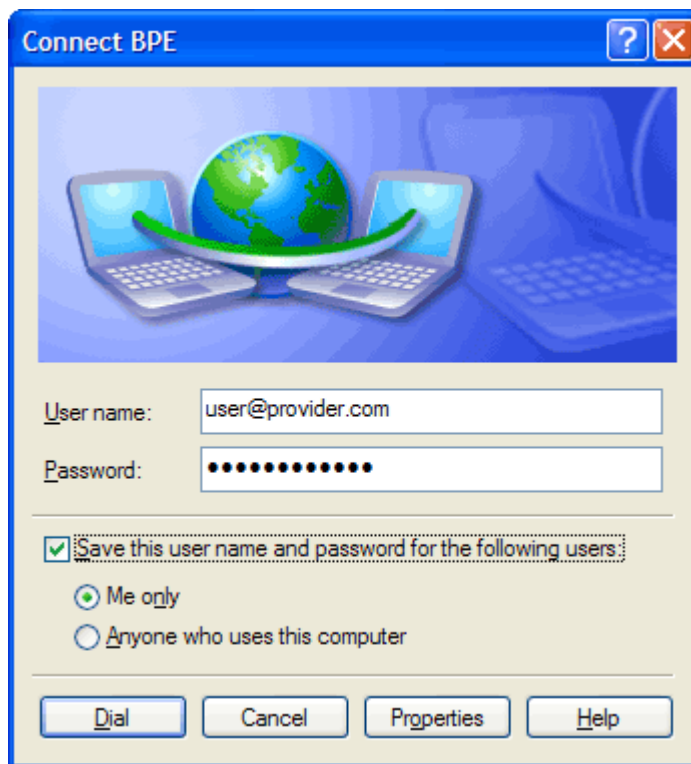 Connect BPE
User name: user@provider.com
Password: ••••••••••••
Save this user name and password for the following users:
Me only
Anyone who uses this computer
Dial Cancel Properties Help